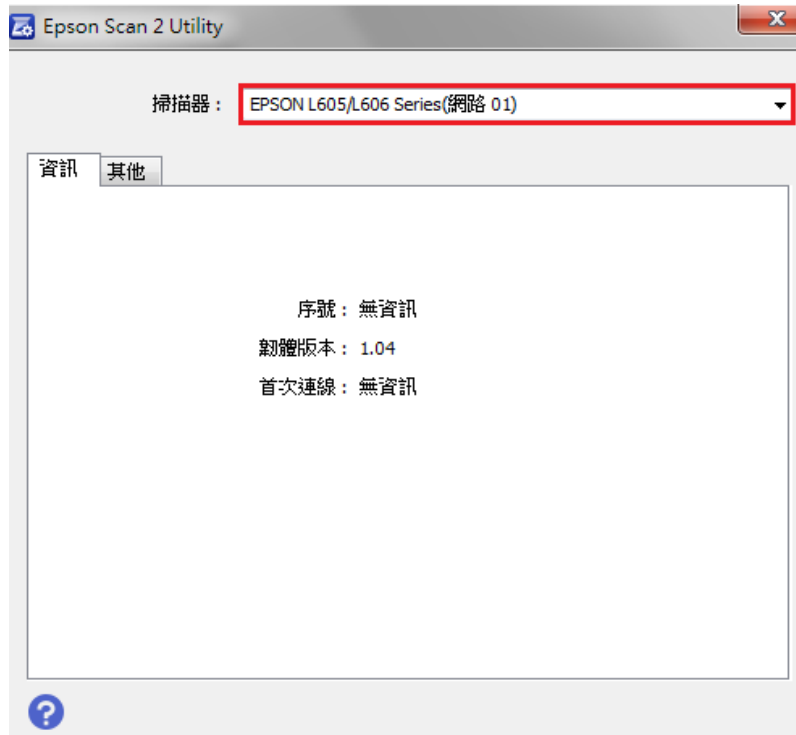 Epson Scan 2 Utility
掃描器： EPSON L605/L606 Series(網路 01)
資訊 其他
序號： 無資訊
韌體版本： 1.04
首次連線： 無資訊
?